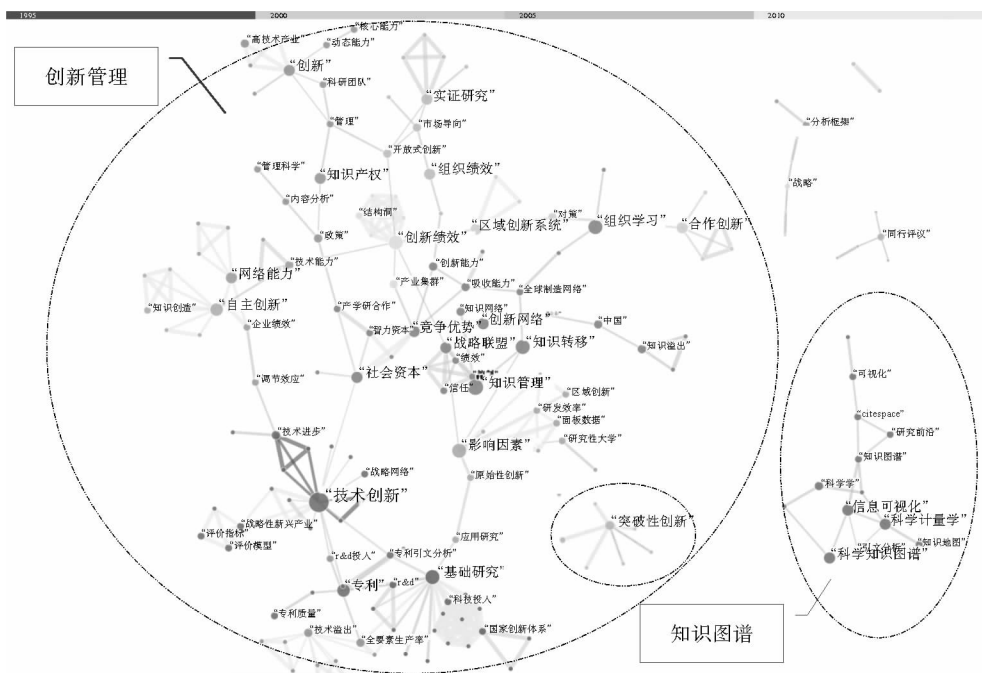 1995
2000
2005
2010
创新管理
“核心能力”
“高技术产业”
“动态能力”
“创新”
“科研团队”
“实证研究”
“管理”
“市场导向”
“开放式创新”
“管理科学”
“知识产权”
“组织绩效”
“内容分析”
“结构洞”
“区域创新系统”
“对策”
“组织学习”
“合作创新”
“政策”
“创新绩效”
“技术能力”
“创新能力”
“网络能力”
“产业集群”
“吸收能力”
“全球制造网络”
“知识创造”
“自主创新”
“产学研合作”
“知识网络”
“企业绩效”
“智力资本”
“竞争优势”
“创新网络”
“中国”
“战略联盟”
“知识转移”
“知识溢出”
“绩效”
“调节效应”
“社会资本”
“信任”
“知识管理”
“区域创新”
“研发效率”
“面板数据”
“技术进步”
“影响因素”
“研究性大学”
“战略网络”
“原始性创新”
“技术创新”
“战略性新兴产业”
“评价指标”
“评价模型”
“突破性创新”
“应用研究”
“r&d投入”
“专利引文分析”
“专利”
“r&d”
“基础研究”
“科技投入”
“专利质量”
“技术溢出”
“全要素生产率”
“国家创新体系”
“分析框架”
“战略”
“同行评议”
“可视化”
“citespace”
“研究前沿”
“知识图谱”
“科学学”
“信息可视化”
“科学计量学”
“引文分析”
“知识地图”
“科学知识图谱”
知识图谱